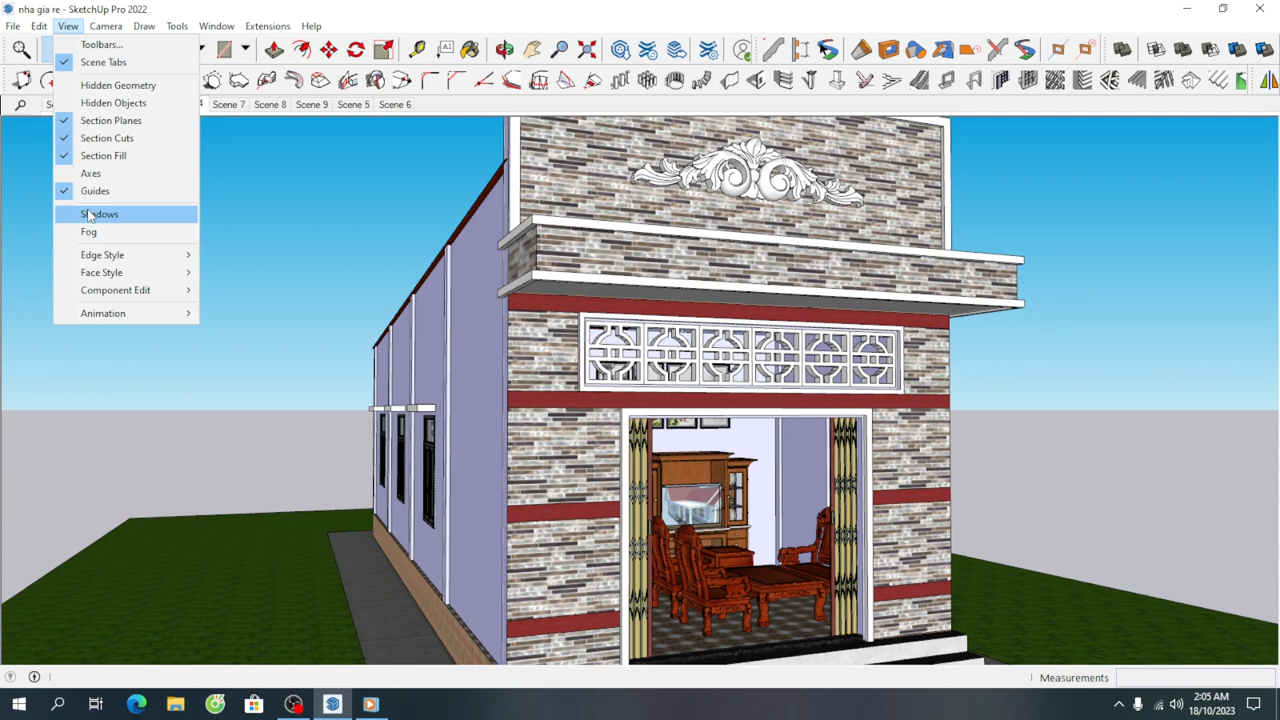 nha gia re - SketchUp Pro 2022
File Edit View Camera Draw Tools Window Extensions Help
Toolbars...
Scene Tabs
Hidden Geometry
Hidden Objects
Section Planes
Section Cuts
Section Fill
Axes
Guides
Shadows
Fog
Edge Style
Face Style
Component Edit
Animation
4 Scene 7 Scene 8 Scene 9 Scene 5 Scene 6
Measurements
2:05 AM
18/10/2023